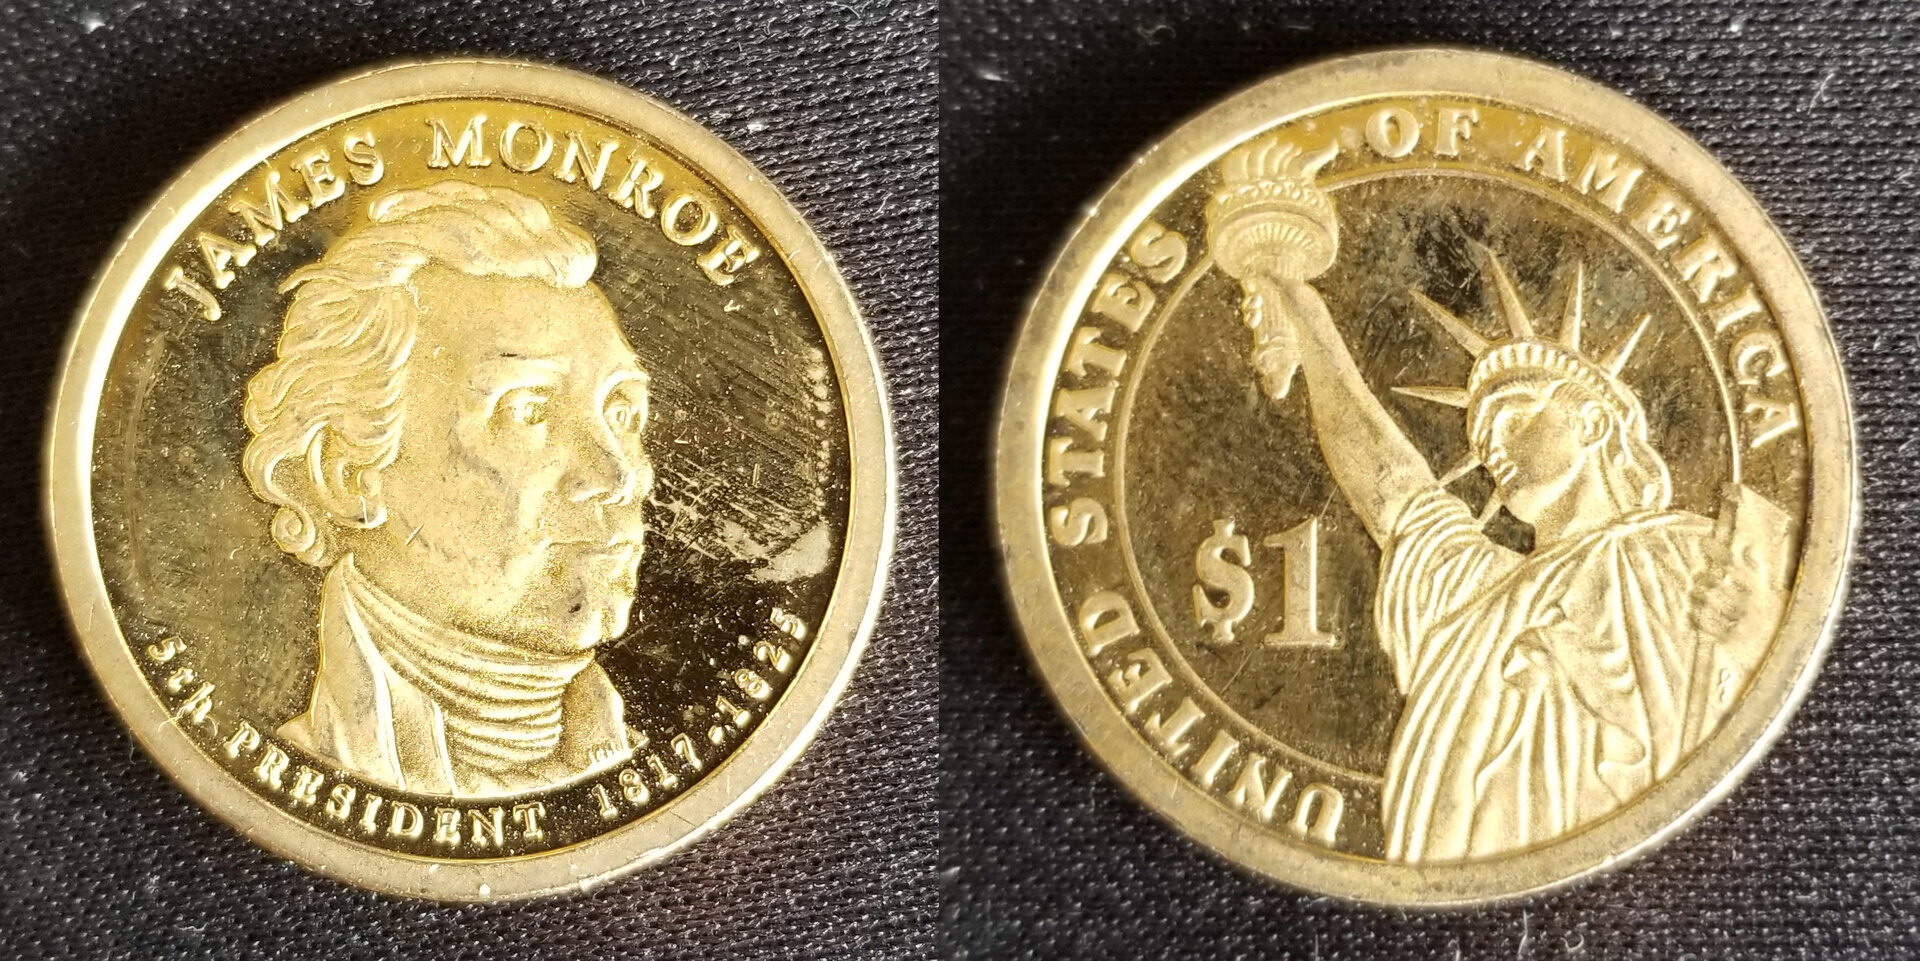 JAMES MONROE
5th PRESIDENT 1817-1825
UNITED STATES OF AMERICA
$1